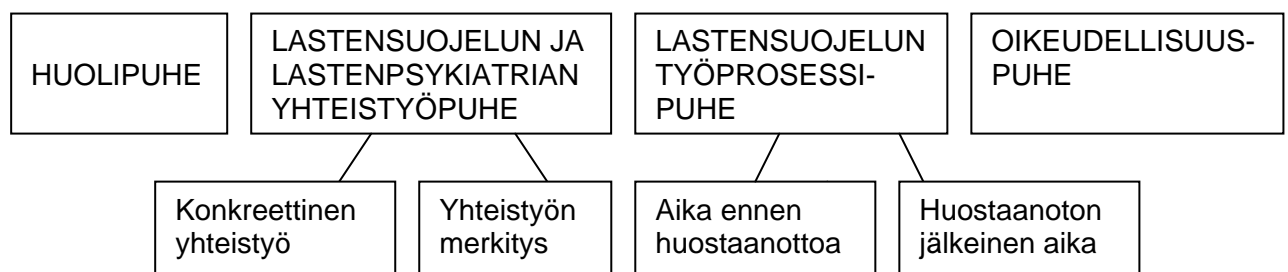 HUOLIPUHE
LASTENSUOJELUN JA
LASTENPSYKIATRIAN
YHTEISTYÖPUHE
LASTENSUOJELUN
TYÖPROSESSI-
PUHE
OIKEUDELLISUUS-
PUHE
Konkreettinen
yhteistyö
Yhteistyön
merkitys
Aika ennen
huostaanottoa
Huostaanoton
jälkeinen aika